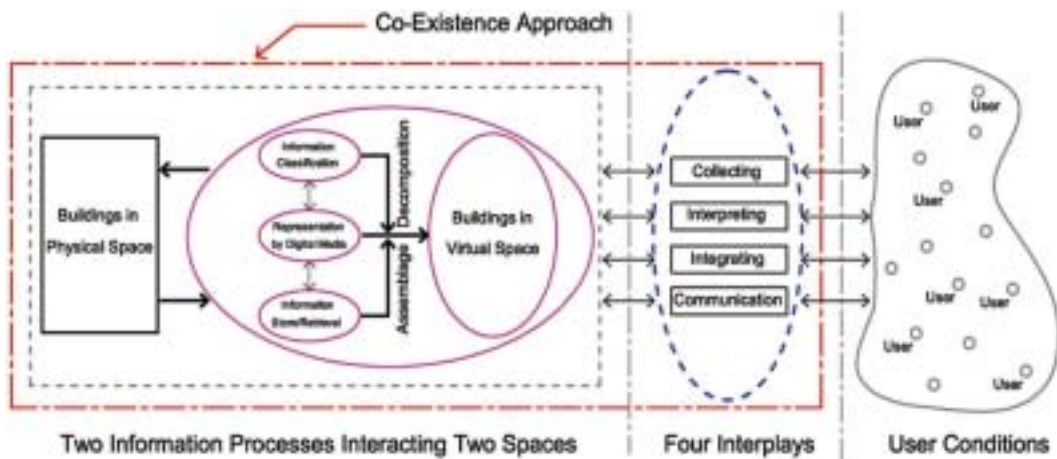 Co-Existence Approach
Buildings in
Physical Space
Information
Classification
Representation
by Digital Media
Information
Store/Retrieval
Discomposition
Assemblage
Buildings in
Virtual Space
Collecting
Interpreting
Integrating
Communication
User
User
User
User
User
User
User
Two Information Processes Interacting Two Spaces
Four Interplays
User Conditions